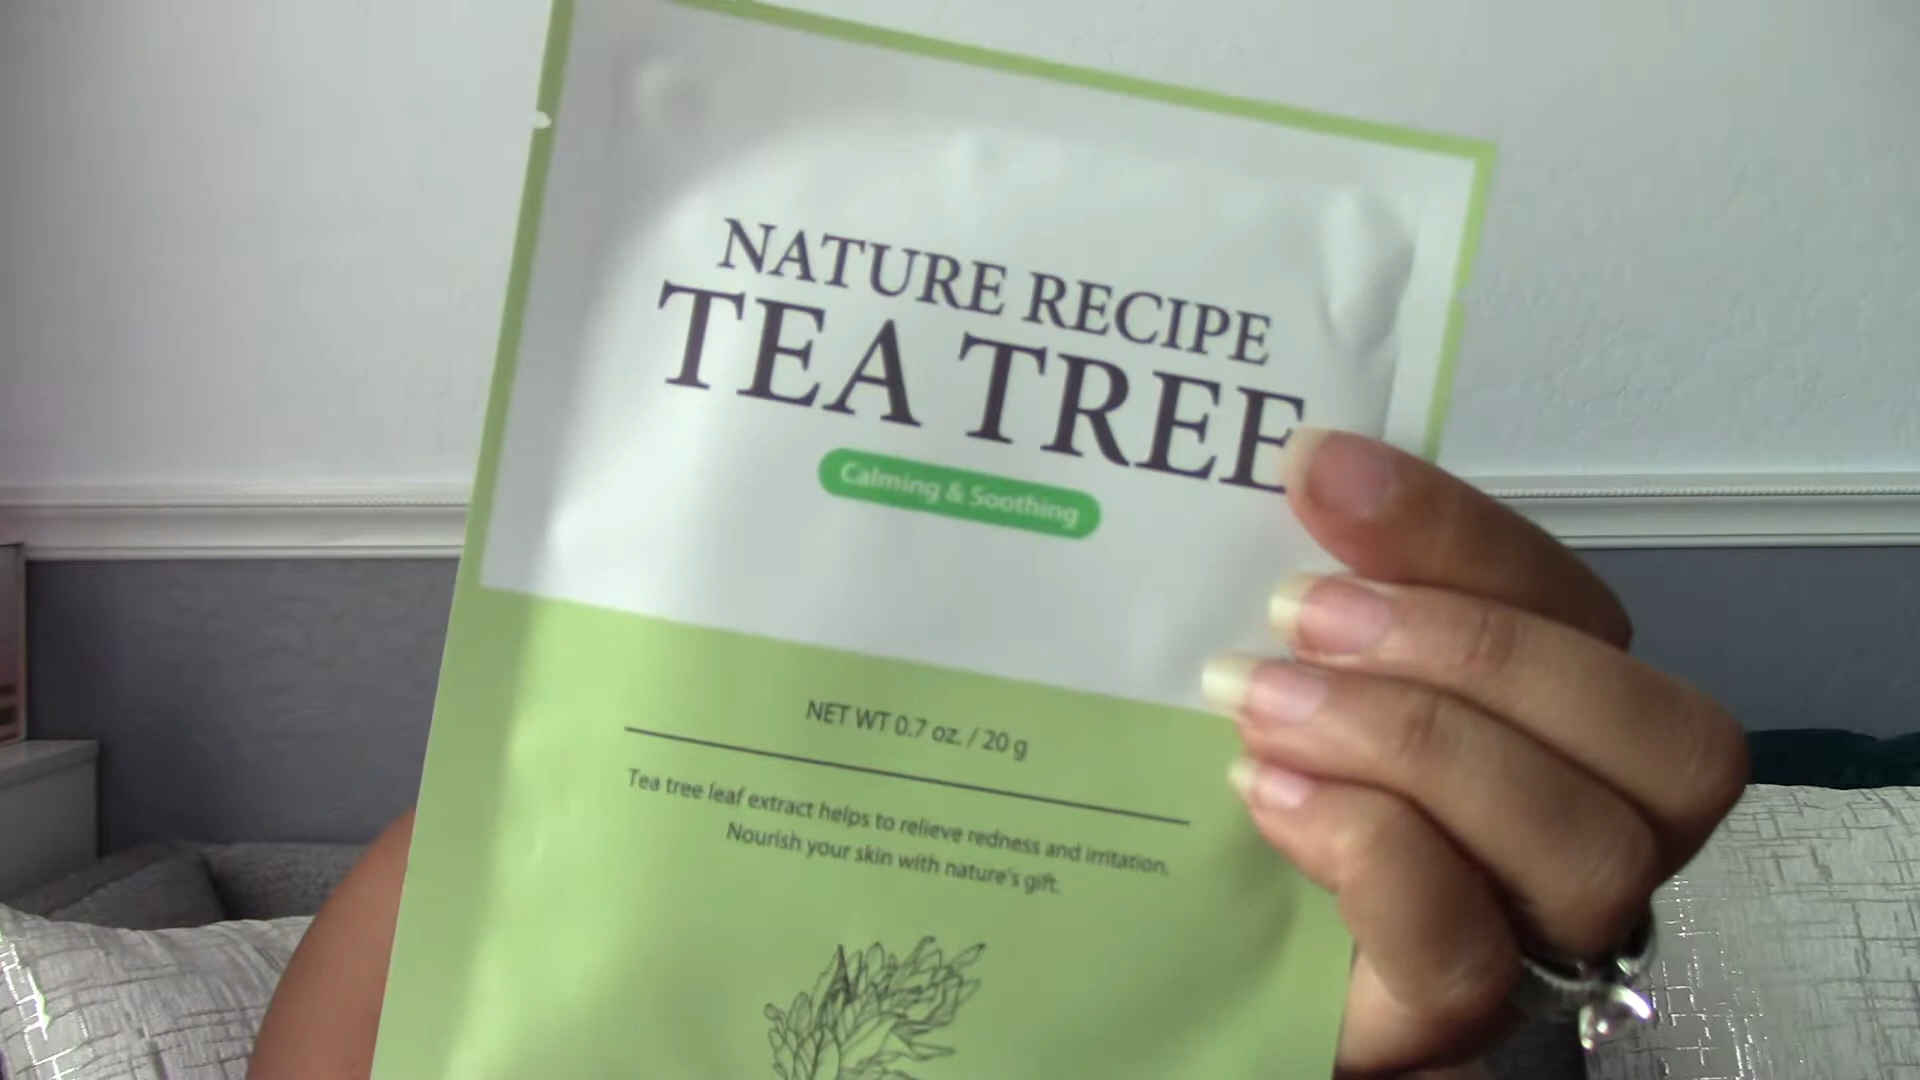 NATURE RECIPE
TEA TREE
Calming & Soothing
NET WT 0.7 oz. / 20 g
Tea tree leaf extract helps to relieve redness and irritation.
Nourish your skin with nature's gift.